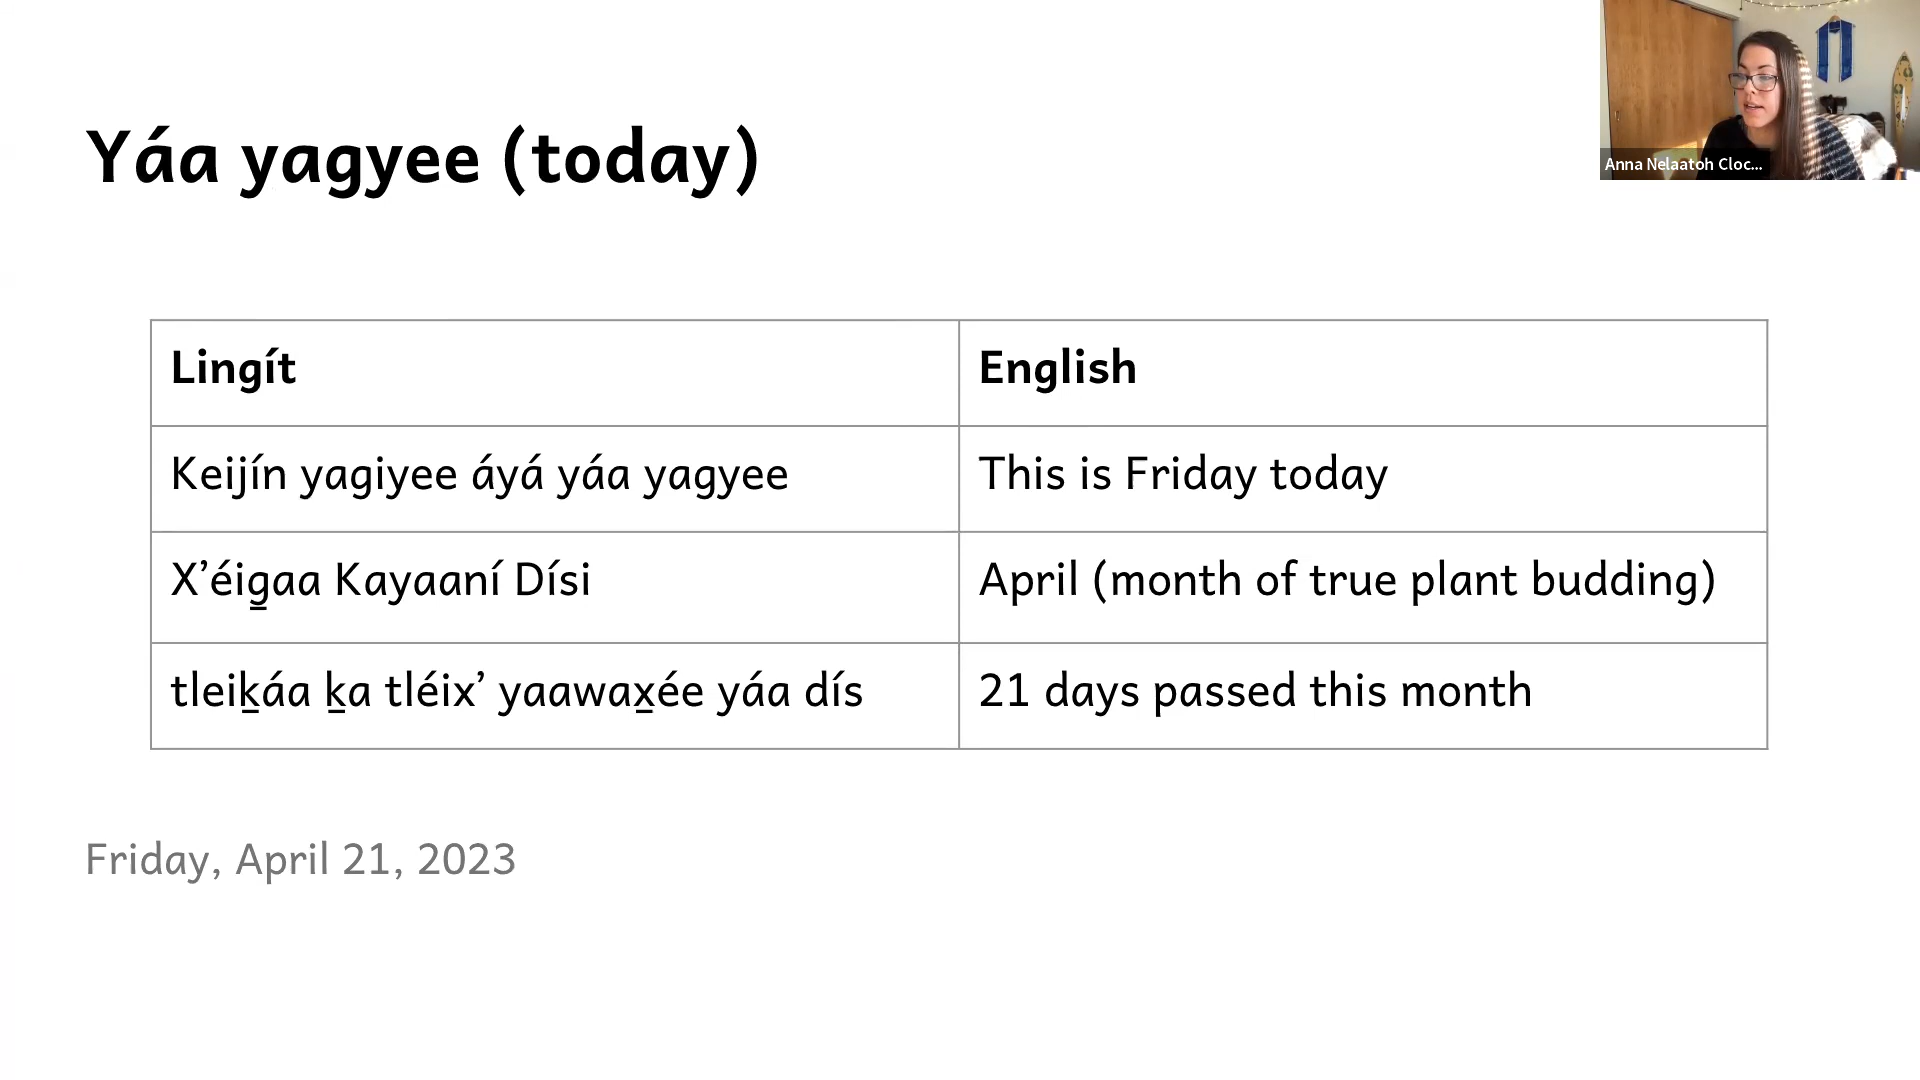 Yáa yagyee (today)
Anna Nelaatoh Cloc...
Lingít English
Keijín yagiyee áyá yáa yagyee This is Friday today
X’éig̱aa Kayaaní Dísi April (month of true plant budding)
tleiḵáa ḵa tléix’ yaawax̱ée yáa dís 21 days passed this month
Friday, April 21, 2023